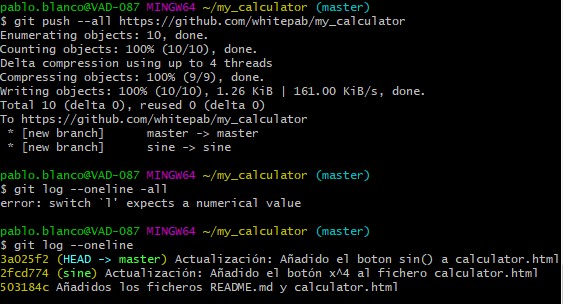 pablo.blanco@VAD-087 MINGW64 ~/my_calculator (master)
$ git push --all https://github.com/whitepab/my_calculator
Enumerating objects: 10, done.
Counting objects: 100% (10/10), done.
Delta compression using up to 4 threads
Compressing objects: 100% (9/9), done.
Writing objects: 100% (10/10), 1.26 KiB | 161.00 KiB/s, done.
Total 10 (delta 0), reused 0 (delta 0)
To https://github.com/whitepab/my_calculator
 * [new branch]      master -> master
 * [new branch]      sine -> sine
pablo.blanco@VAD-087 MINGW64 ~/my_calculator (master)
$ git log --oneline -all
error: switch `l' expects a numerical value
pablo.blanco@VAD-087 MINGW64 ~/my_calculator (master)
$ git log --oneline
3a025f2 (HEAD -> master) Actualización: Añadido el boton sin() a calculator.html
2fcd774 (sine) Actualización: Añadido el botón x^4 al fichero calculator.html
503184c Añadidos los ficheros README.md y calculator.html